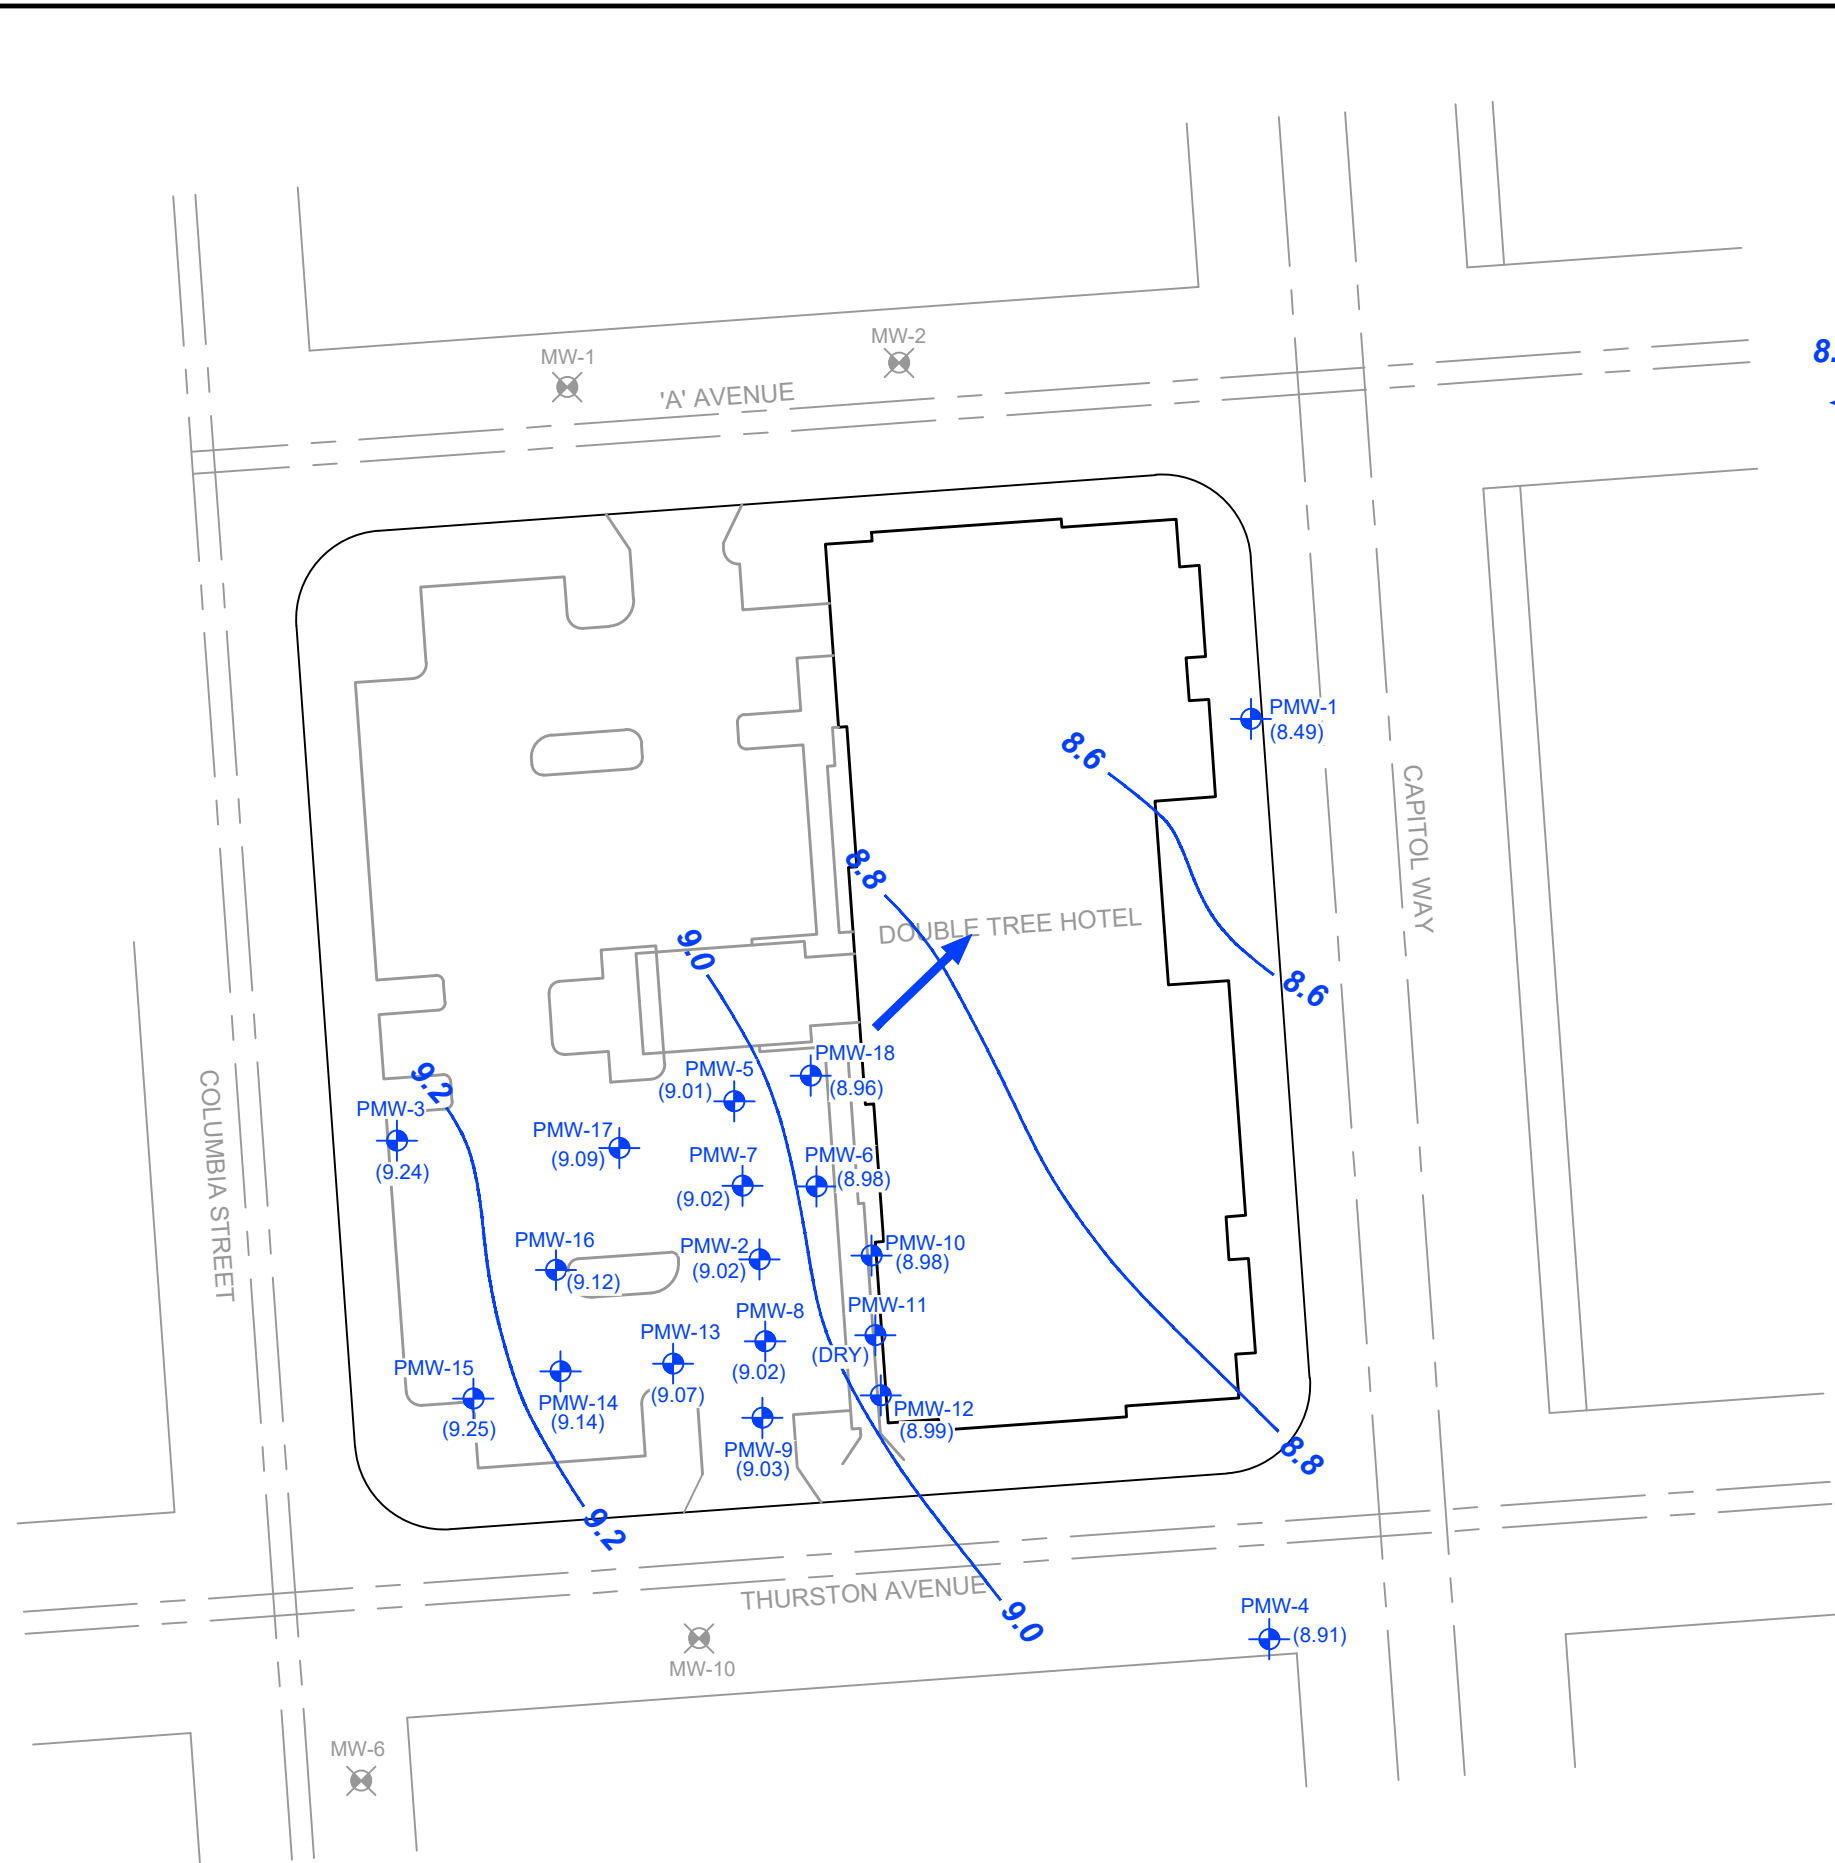 MW-2
MW-1
'A' AVENUE
8.
PMW-1
(8.49)
8.6
CAPITOL WAY
8.8
DOUBLE TREE HOTEL
9.0
8.6
PMW-18
(8.96)
PMW-5
(9.01)
9.2
PMW-3
(9.24)
COLUMBIA STREET
PMW-17
(9.09)
PMW-7
(9.02)
PMW-6
(8.98)
PMW-16
(9.12)
PMW-2
(9.02)
PMW-10
(8.98)
PMW-8
(9.02)
PMW-11
(DRY)
PMW-13
(9.07)
PMW-15
(9.25)
PMW-14
(9.14)
PMW-12
(8.99)
PMW-9
(9.03)
8.8
9.2
THURSTON AVENUE
9.0
PMW-4
(8.91)
MW-10
MW-6